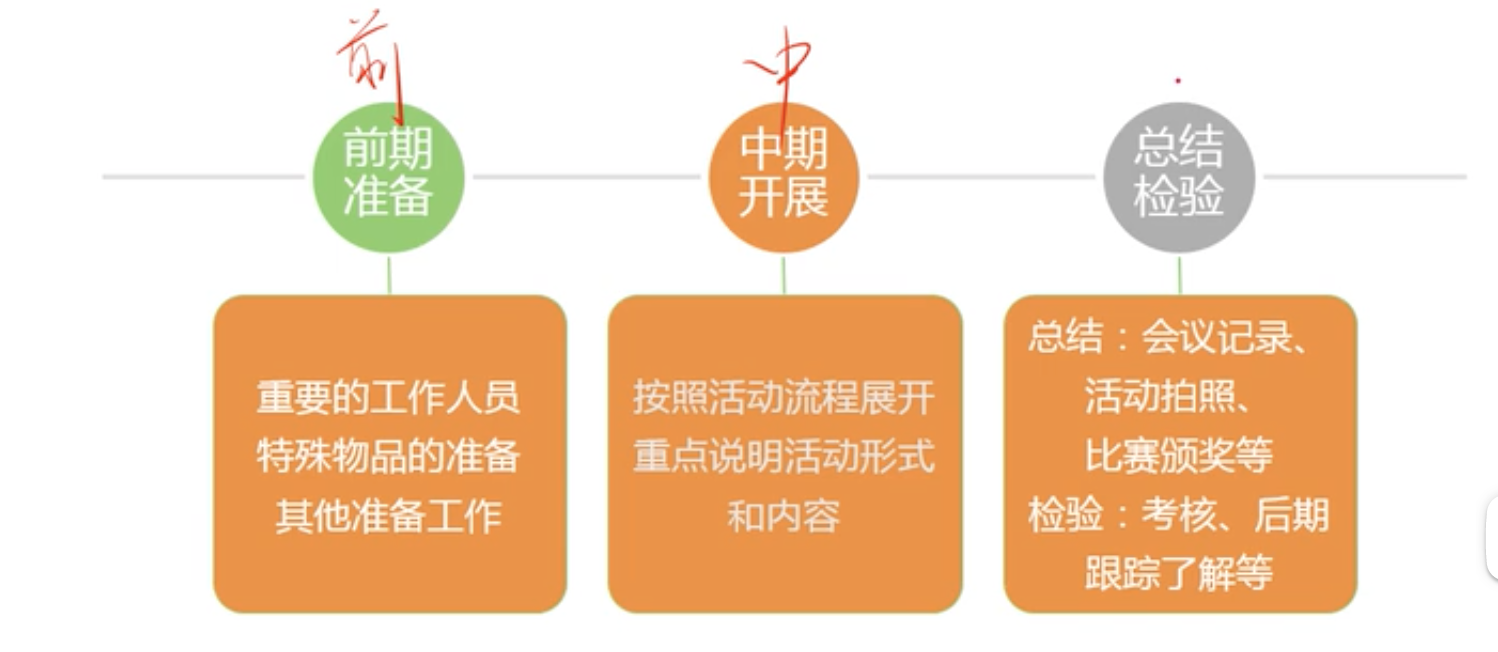 前
中
前期
准备
中期
开展
总结
检验
重要的工作人员
特殊物品的准备
其他准备工作
按照活动流程展开
重点说明活动形式
和内容
总结：会议记录、
活动拍照、
比赛颁奖等
检验：考核、后期
跟踪了解等